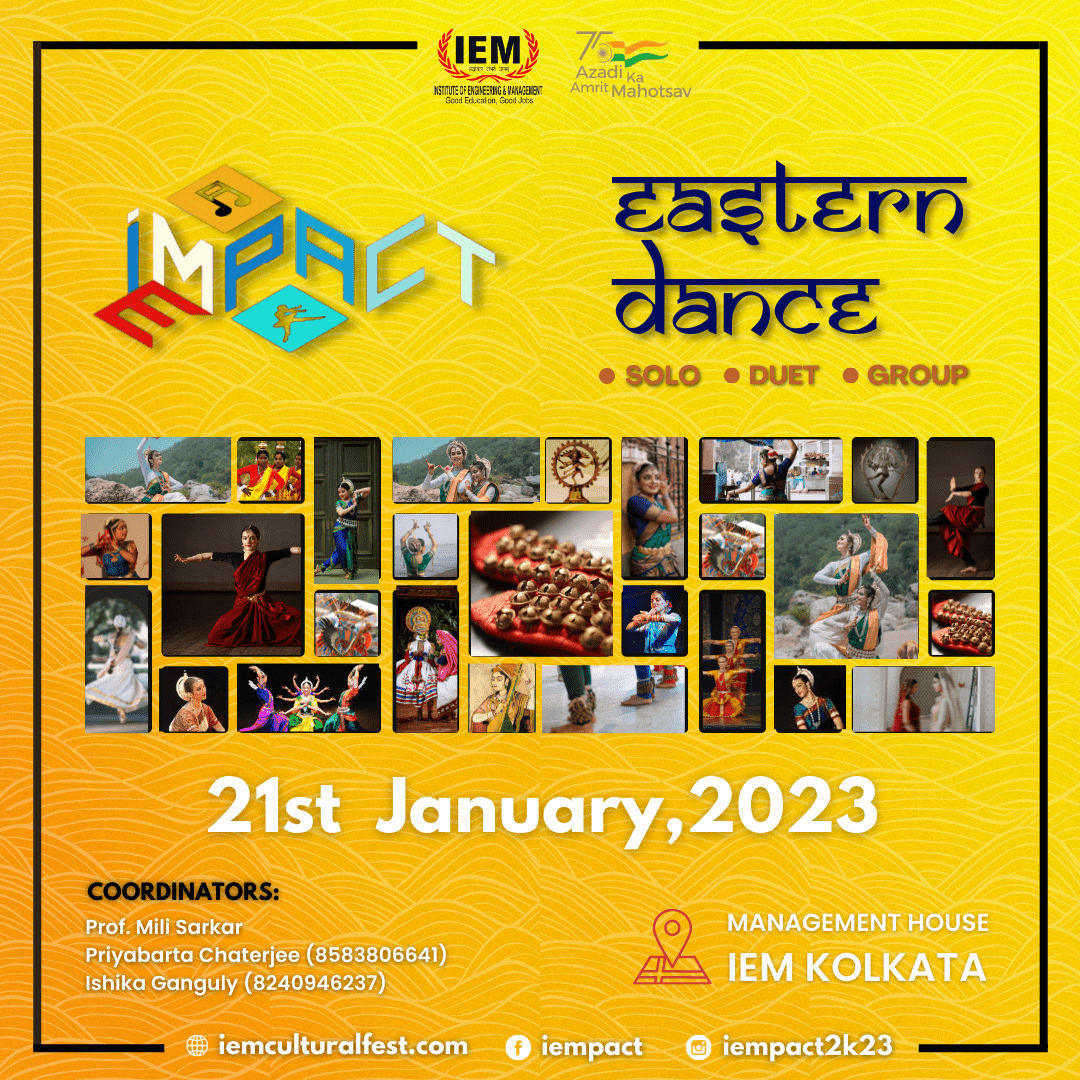 IEM
INSTITUTE OF ENGINEERING & MANAGEMENT
Good Education, Good Jobs
75
Azadi Ka
Amrit Mahotsav
iEMPACT
eastern
dance
• SOLO • DUET • GROUP
21st January,2023
COORDINATORS:
Prof. Mili Sarkar
Priyabarta Chaterjee (8583806641)
Ishika Ganguly (8240946237)
MANAGEMENT HOUSE
IEM KOLKATA
iemculturalfest.com
iempact
iempact2k23